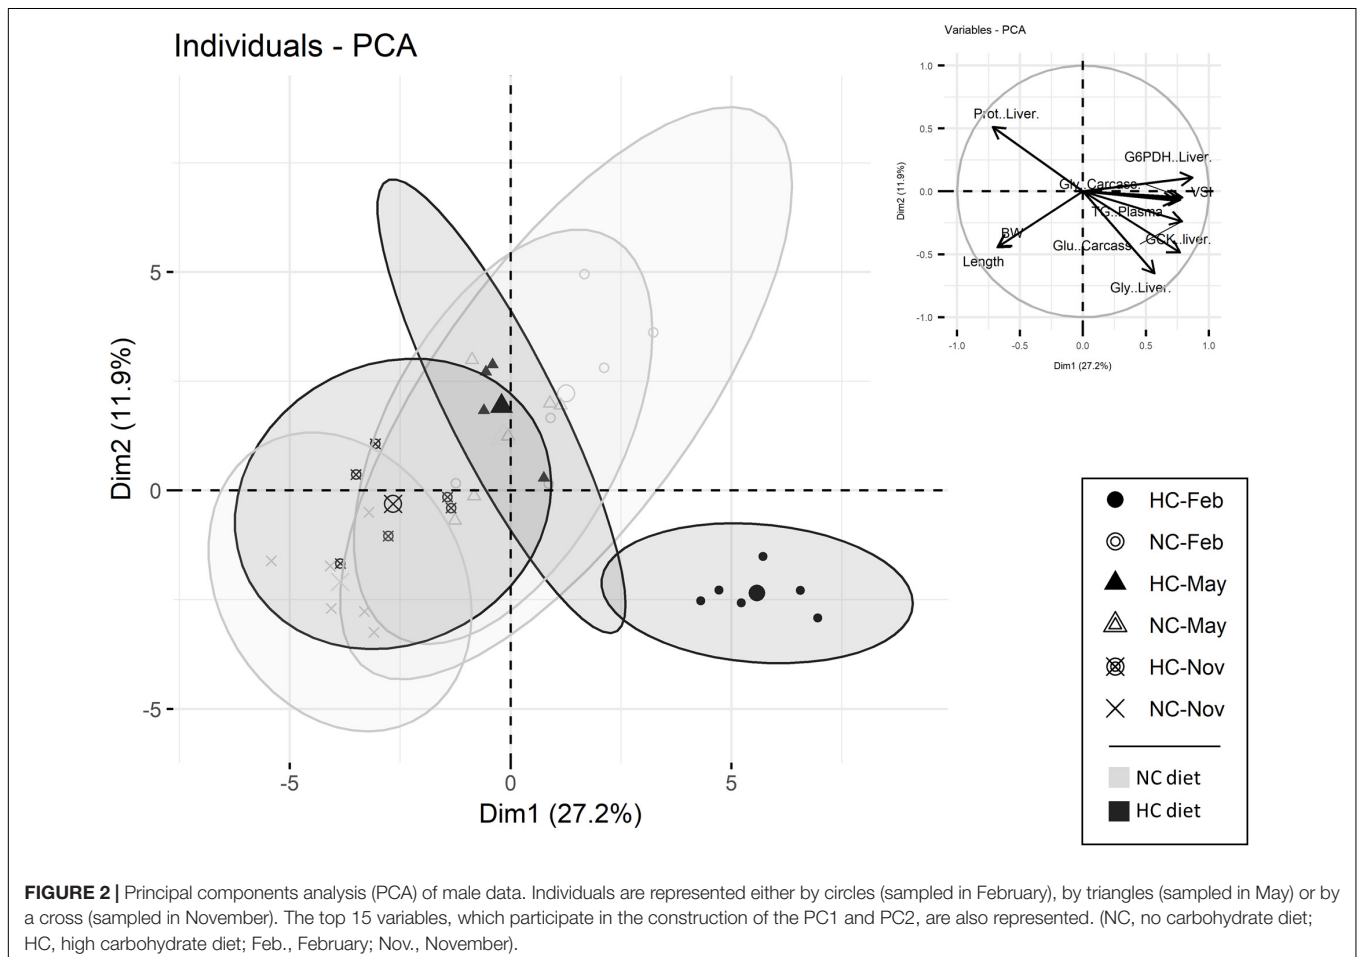 Individuals - PCA
5
0
-5
-5
0
5
Dim2 (11.9%)
Dim1 (27.2%)
Variables - PCA
1.0
0.5
0.0
-0.5
-1.0
-1.0
-0.5
0.0
0.5
1.0
Dim2 (11.9%)
Dim1 (27.2%)
Prot..Liver.
G6PDH..Liver.
Gly..Carcass.
VSI
TG..Plasma
BW
Glu..Carcass.
GCK..liver.
Length
Gly..Liver.
HC-Feb
NC-Feb
HC-May
NC-May
HC-Nov
NC-Nov
NC diet
HC diet
FIGURE 2 | Principal components analysis (PCA) of male data. Individuals are represented either by circles (sampled in February), by triangles (sampled in May) or by
a cross (sampled in November). The top 15 variables, which participate in the construction of the PC1 and PC2, are also represented. (NC, no carbohydrate diet;
HC, high carbohydrate diet; Feb., February; Nov., November).